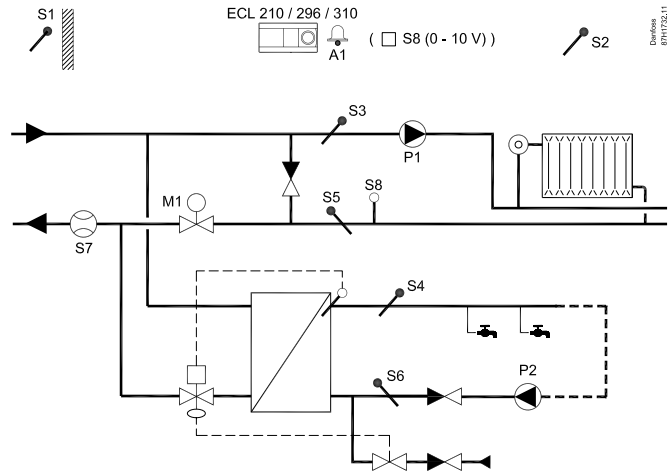 S1
ECL 210 / 296 / 310
A1
( S8 (0 - 10 V) )
S2
Danfoss
87H1732.11
S3
P1
M1
S5
S8
S7
S4
S6
P2